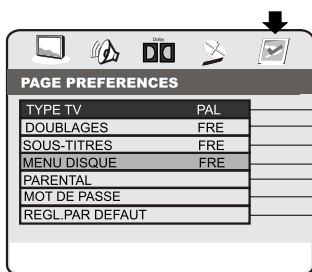 Dolby
PAGE PREFERENCES
TYPE TV PAL
DOUBLAGES FRE
SOUS-TITRES FRE
MENU DISQUE FRE
PARENTAL
MOT DE PASSE
REGL.PAR DEFAUT